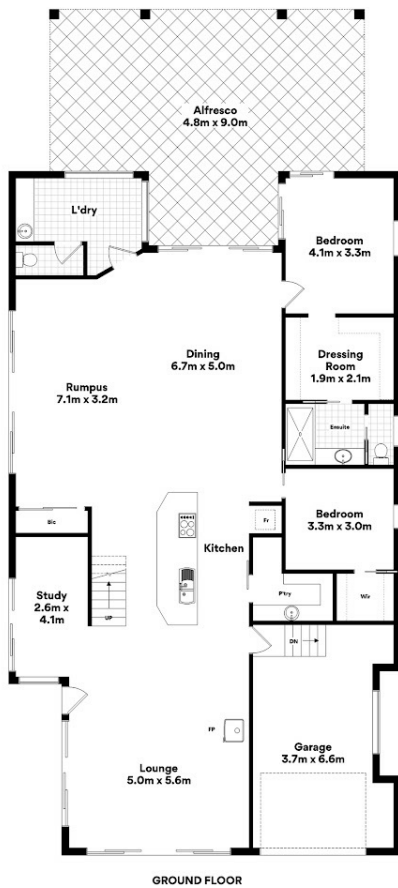 Alfresco
4.8m x 9.0m
L'dry
Bedroom
4.1m x 3.3m
Dining
6.7m x 5.0m
Dressing
Room
1.9m x 2.1m
Rumpus
7.1m x 3.2m
Ensuite
Bedroom
3.3m x 3.0m
Bic
Fr
Kitchen
Study
2.6m x
4.1m
UP
P'try
Wir
DN
FP
Garage
3.7m x 6.6m
Lounge
5.0m x 5.6m
GROUND FLOOR